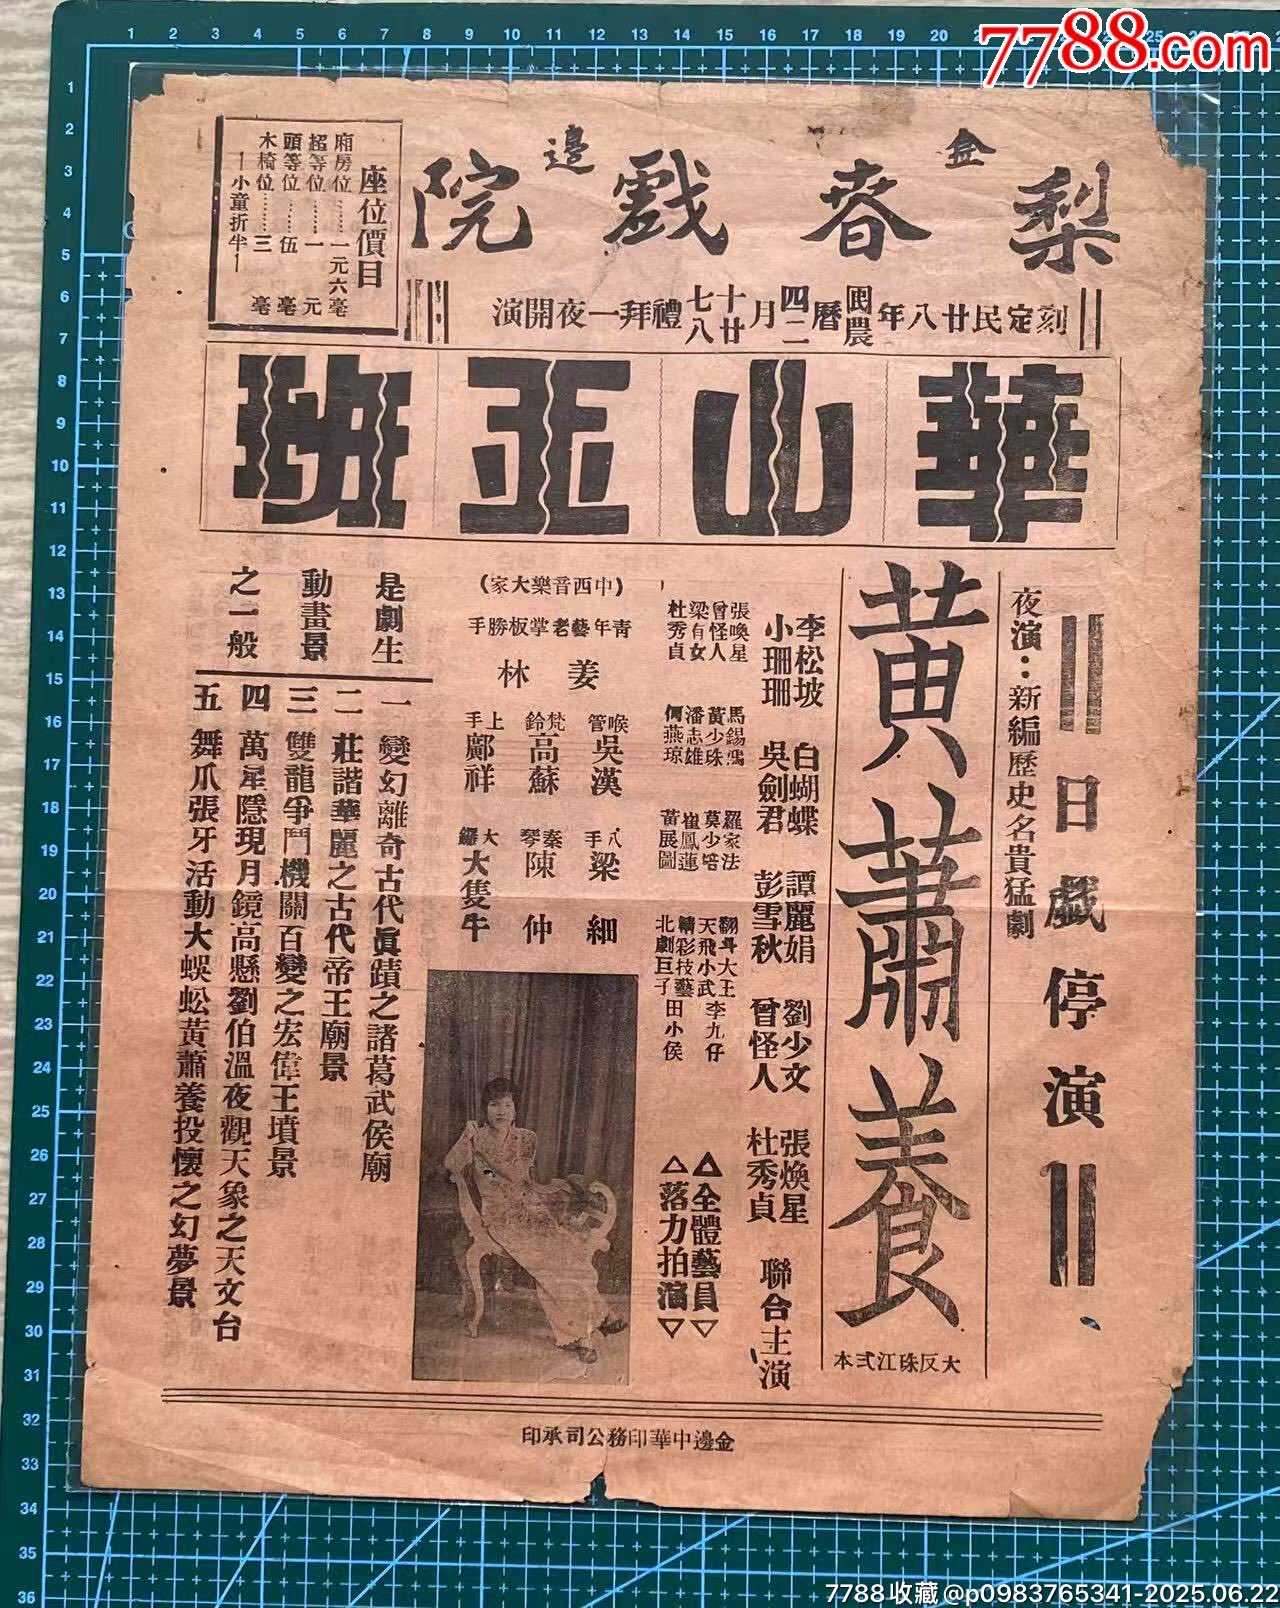 7788.com
金邊
梨春戲院
座位價目
廂房位……一元六毫
超等位……一元
頭等位……伍毫
木椅位……三毫
—小童折半—
刻定民廿八年國曆四月十七農二廿八禮拜一夜開演
華山玉班
日戲停演
夜演：新編歷史名貴猛劇
黃蕭養
大反珠江弍本
李松坡 白蝴蝶 譚麗娟 劉少文 張煥星
小珊珊 吳劍君 彭雪秋 曾怪人 杜秀貞
聯合主演
張喚星 馬錫鴻 羅家法 翻斗大王 李九仔
曾怪人 黃少珠 莫少啱 天飛小武
梁有女 潘志雄 崔鳳蓮 精彩技藝 田小侯
杜秀貞 何燕琼 黃展圖 北劇巨子
△全體藝員▽
△落力拍演▽
(中西音樂大家)
青年藝老掌板勝手
姜林
喉管 吳漢 八手 梁細
梵鈴 高蘇 秦琴 陳仲
上手 鄺祥 大鑼 大隻牛
是劇生
動畫景
之一般
一 變幻離奇古代眞蹟之諸葛武侯廟
二 莊諧華麗之古代帝王廟景
三 雙龍爭鬥機關百變之宏偉王墳景
四 萬星隱現月鏡高懸劉伯溫夜觀天象之天文台
五 舞爪張牙活動大蜈蚣黃蕭養投懷之幻夢景
金邊中華印務公司承印
7788收藏@p0983765341-2025.06.22